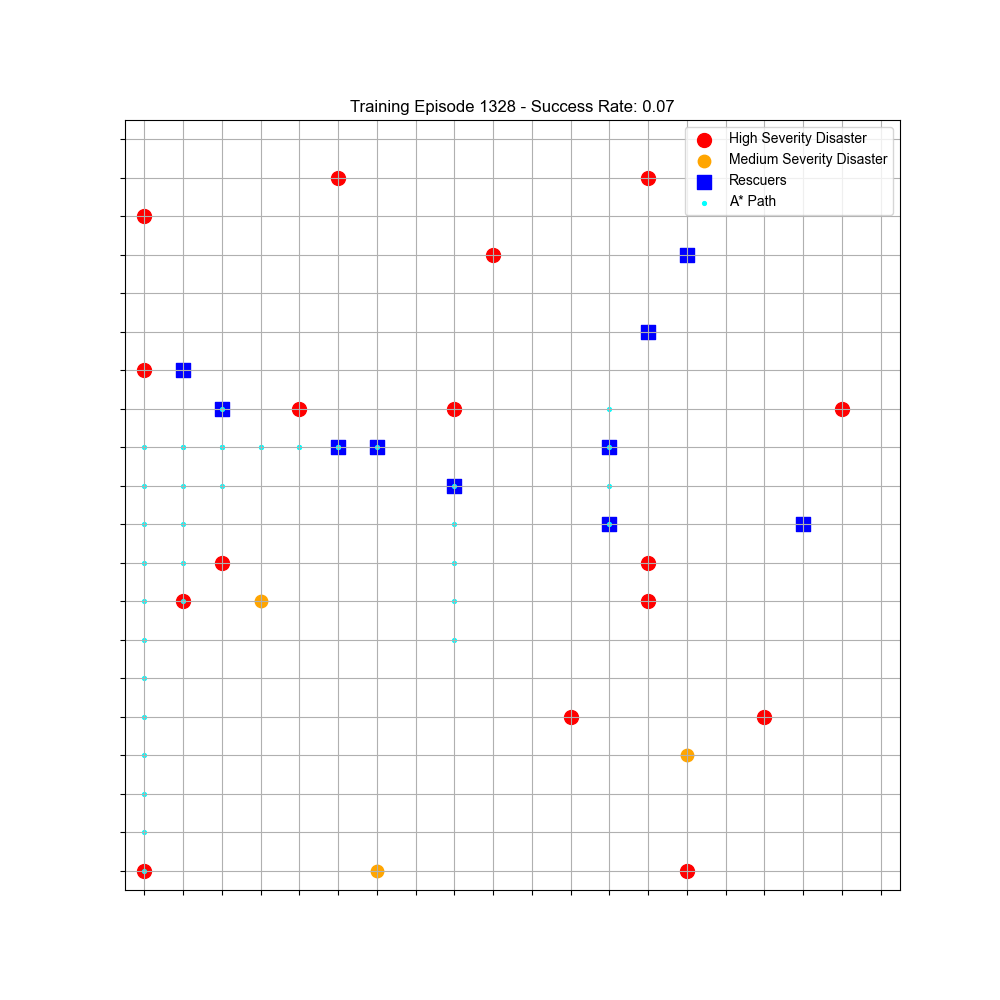 Training Episode 1328 - Success Rate: 0.07
High Severity Disaster
Medium Severity Disaster
Rescuers
A* Path